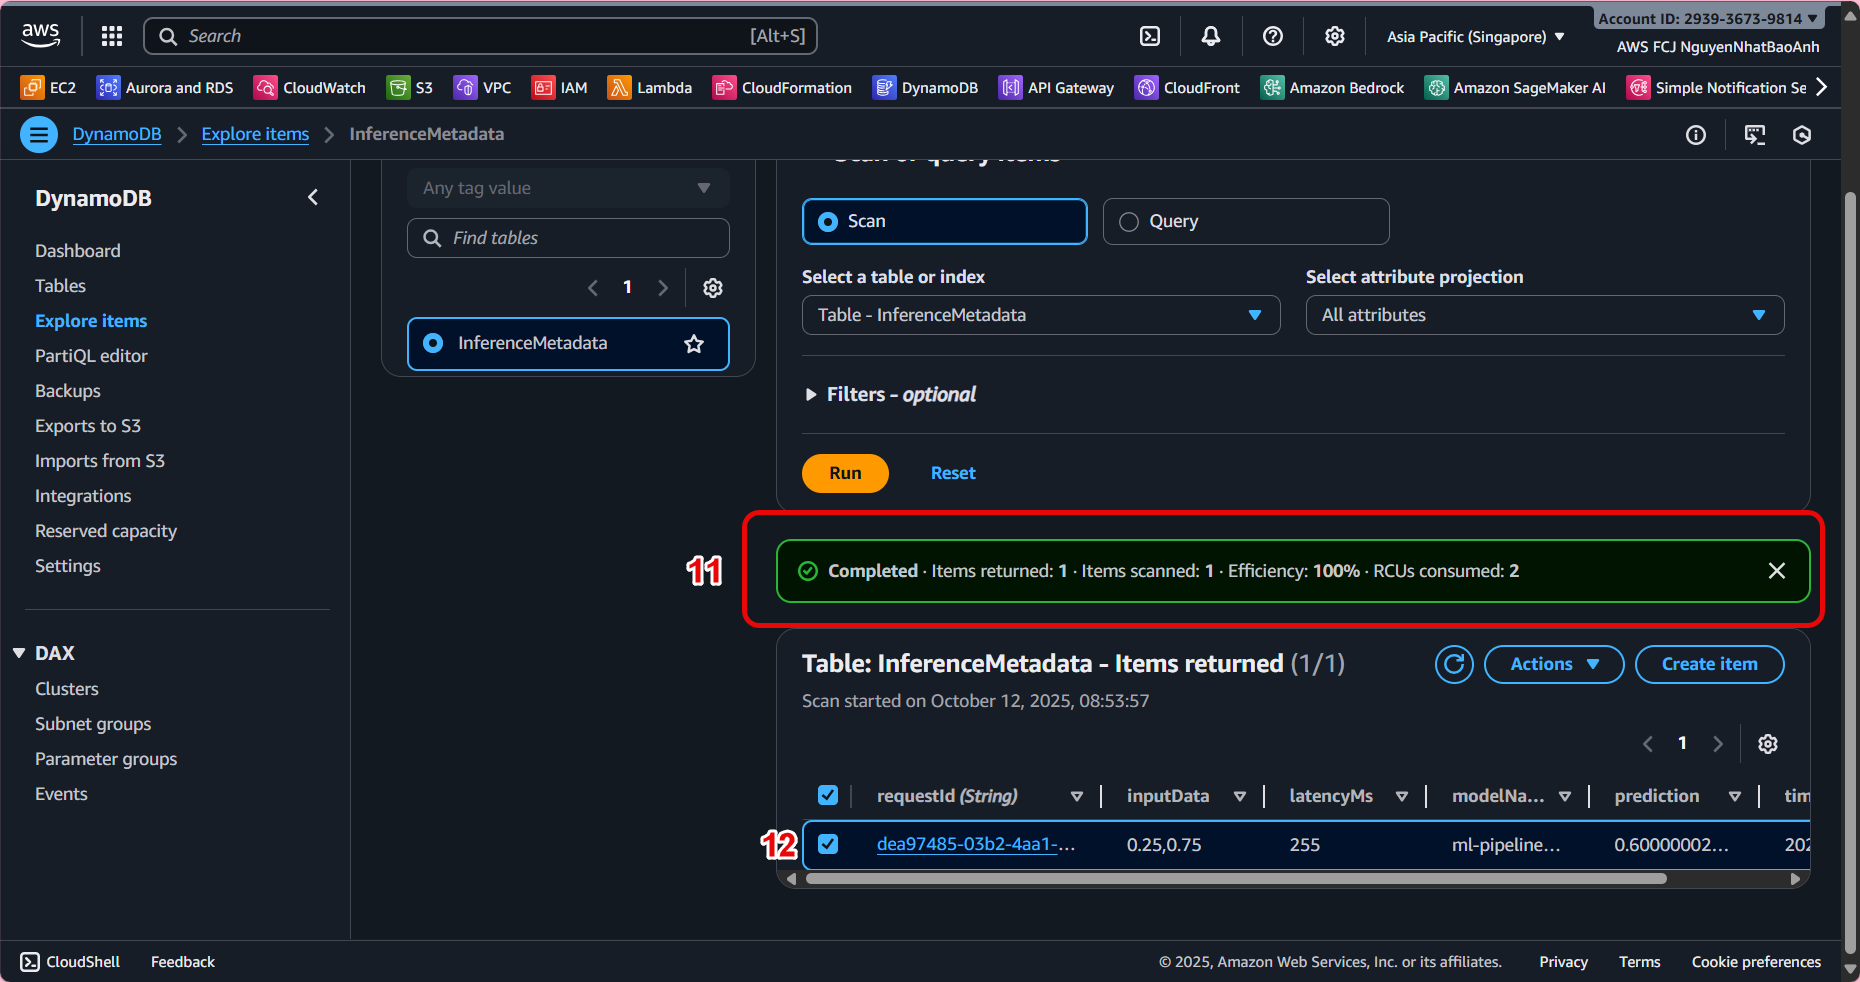 aws
Search [Alt+S]
Asia Pacific (Singapore)
Account ID: 2939-3673-9814
AWS FCJ NguyenNhatBaoAnh
EC2 Aurora and RDS CloudWatch S3 VPC IAM Lambda CloudFormation DynamoDB API Gateway CloudFront Amazon Bedrock Amazon SageMaker AI Simple Notification Se
DynamoDB Explore items InferenceMetadata
DynamoDB
Dashboard
Tables
Explore items
PartiQL editor
Backups
Exports to S3
Imports from S3
Integrations
Reserved capacity
Settings
DAX
Clusters
Subnet groups
Parameter groups
Events
Any tag value
Find tables
1
InferenceMetadata
Scan or query items
Scan Query
Select a table or index Select attribute projection
Table - InferenceMetadata All attributes
Filters - optional
Run Reset
11
Completed · Items returned: 1 · Items scanned: 1 · Efficiency: 100% · RCUs consumed: 2
Table: InferenceMetadata - Items returned (1/1)
Actions Create item
Scan started on October 12, 2025, 08:53:57
1
requestId (String) inputData latencyMs modelNa... prediction tim
12
dea97485-03b2-4aa1-... 0.25,0.75 255 ml-pipeline... 0.60000002... 202
CloudShell Feedback
© 2025, Amazon Web Services, Inc. or its affiliates. Privacy Terms Cookie preferences